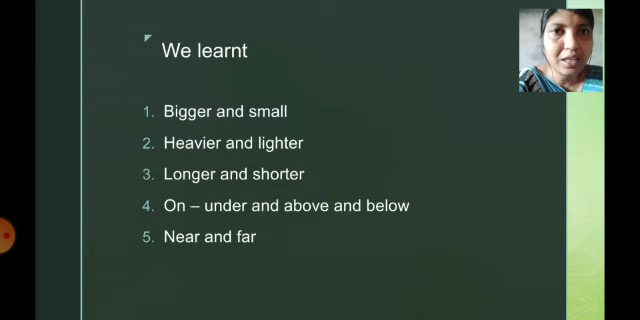 We learnt
1. Bigger and small
2. Heavier and lighter
3. Longer and shorter
4. On – under and above and below
5. Near and far